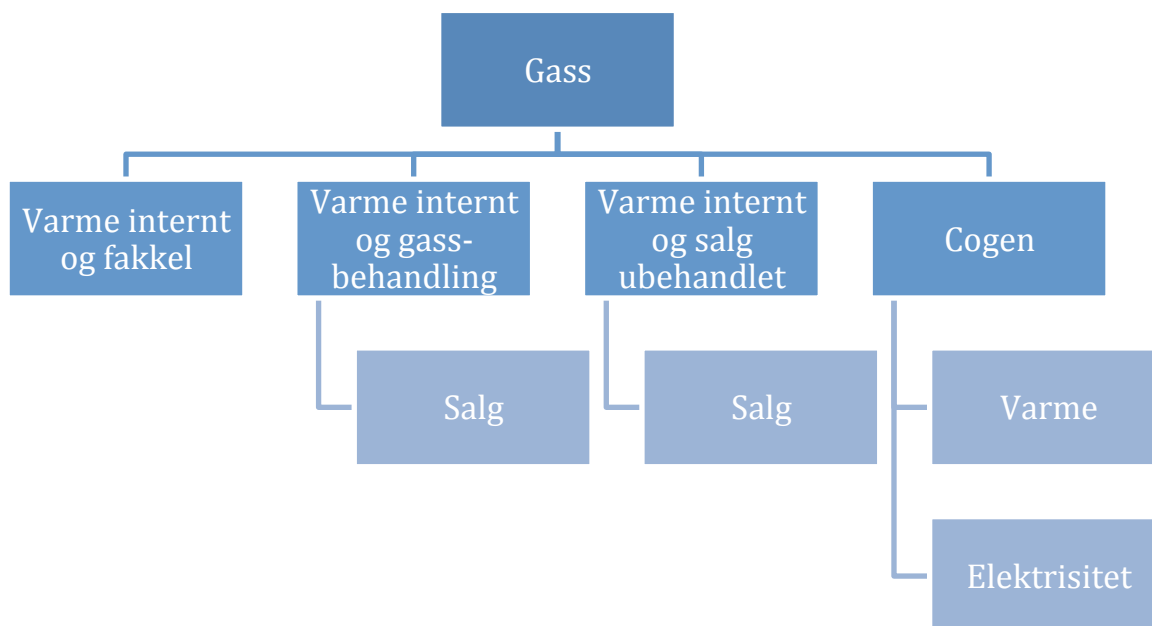 Gass
Varme internt
og fakkel
Varme internt
og gass-
behandling
Varme internt
og salg
ubehandlet
Cogen
Salg
Salg
Varme
Elektrisitet